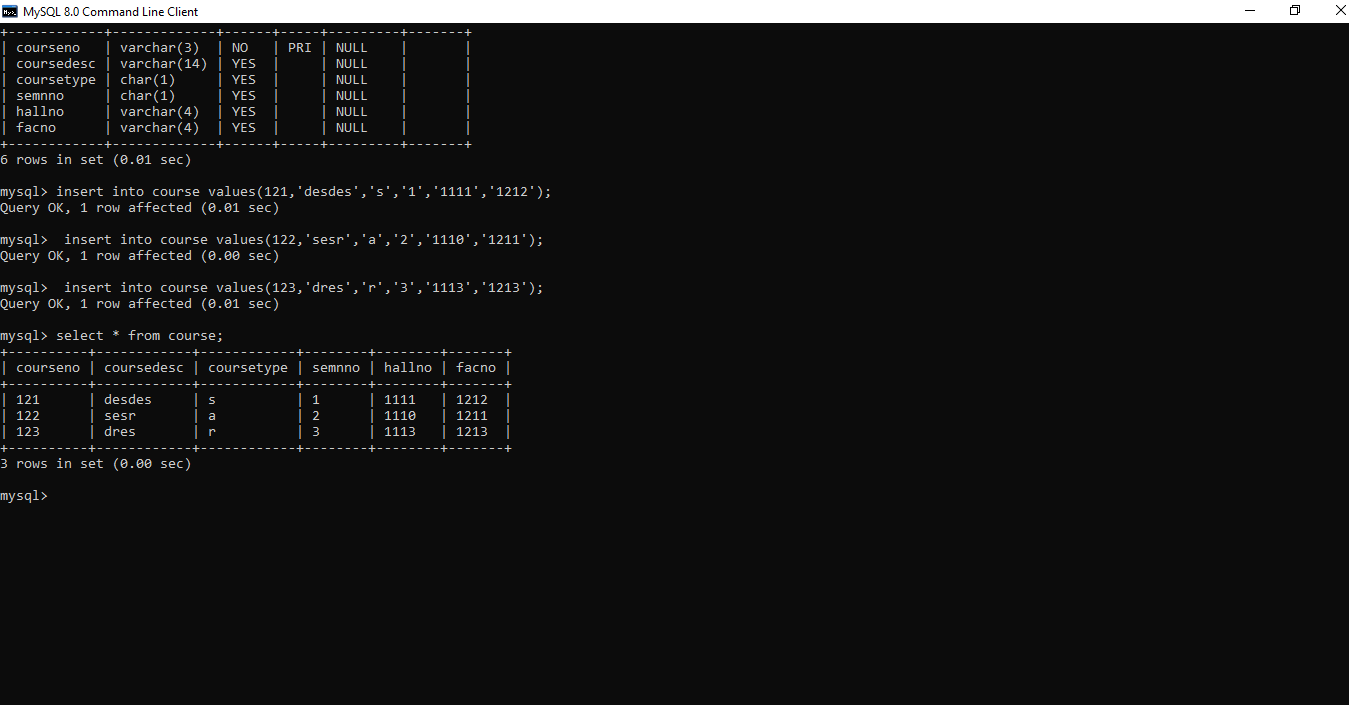 MySQL 8.0 Command Line Client
+------------+-------------+------+-----+---------+-------+
| courseno   | varchar(3)  | NO   | PRI | NULL    |       |
| coursedesc | varchar(14) | YES  |     | NULL    |       |
| coursetype | char(1)     | YES  |     | NULL    |       |
| semnno     | char(1)     | YES  |     | NULL    |       |
| hallno     | varchar(4)  | YES  |     | NULL    |       |
| facno      | varchar(4)  | YES  |     | NULL    |       |
+------------+-------------+------+-----+---------+-------+
6 rows in set (0.01 sec)

mysql> insert into course values(121,'desdes','s','1','1111','1212');
Query OK, 1 row affected (0.01 sec)

mysql>  insert into course values(122,'sesr','a','2','1110','1211');
Query OK, 1 row affected (0.00 sec)

mysql>  insert into course values(123,'dres','r','3','1113','1213');
Query OK, 1 row affected (0.01 sec)

mysql> select * from course;
+----------+------------+------------+--------+--------+-------+
| courseno | coursedesc | coursetype | semnno | hallno | facno |
+----------+------------+------------+--------+--------+-------+
| 121      | desdes     | s          | 1      | 1111   | 1212  |
| 122      | sesr       | a          | 2      | 1110   | 1211  |
| 123      | dres       | r          | 3      | 1113   | 1213  |
+----------+------------+------------+--------+--------+-------+
3 rows in set (0.00 sec)

mysql>